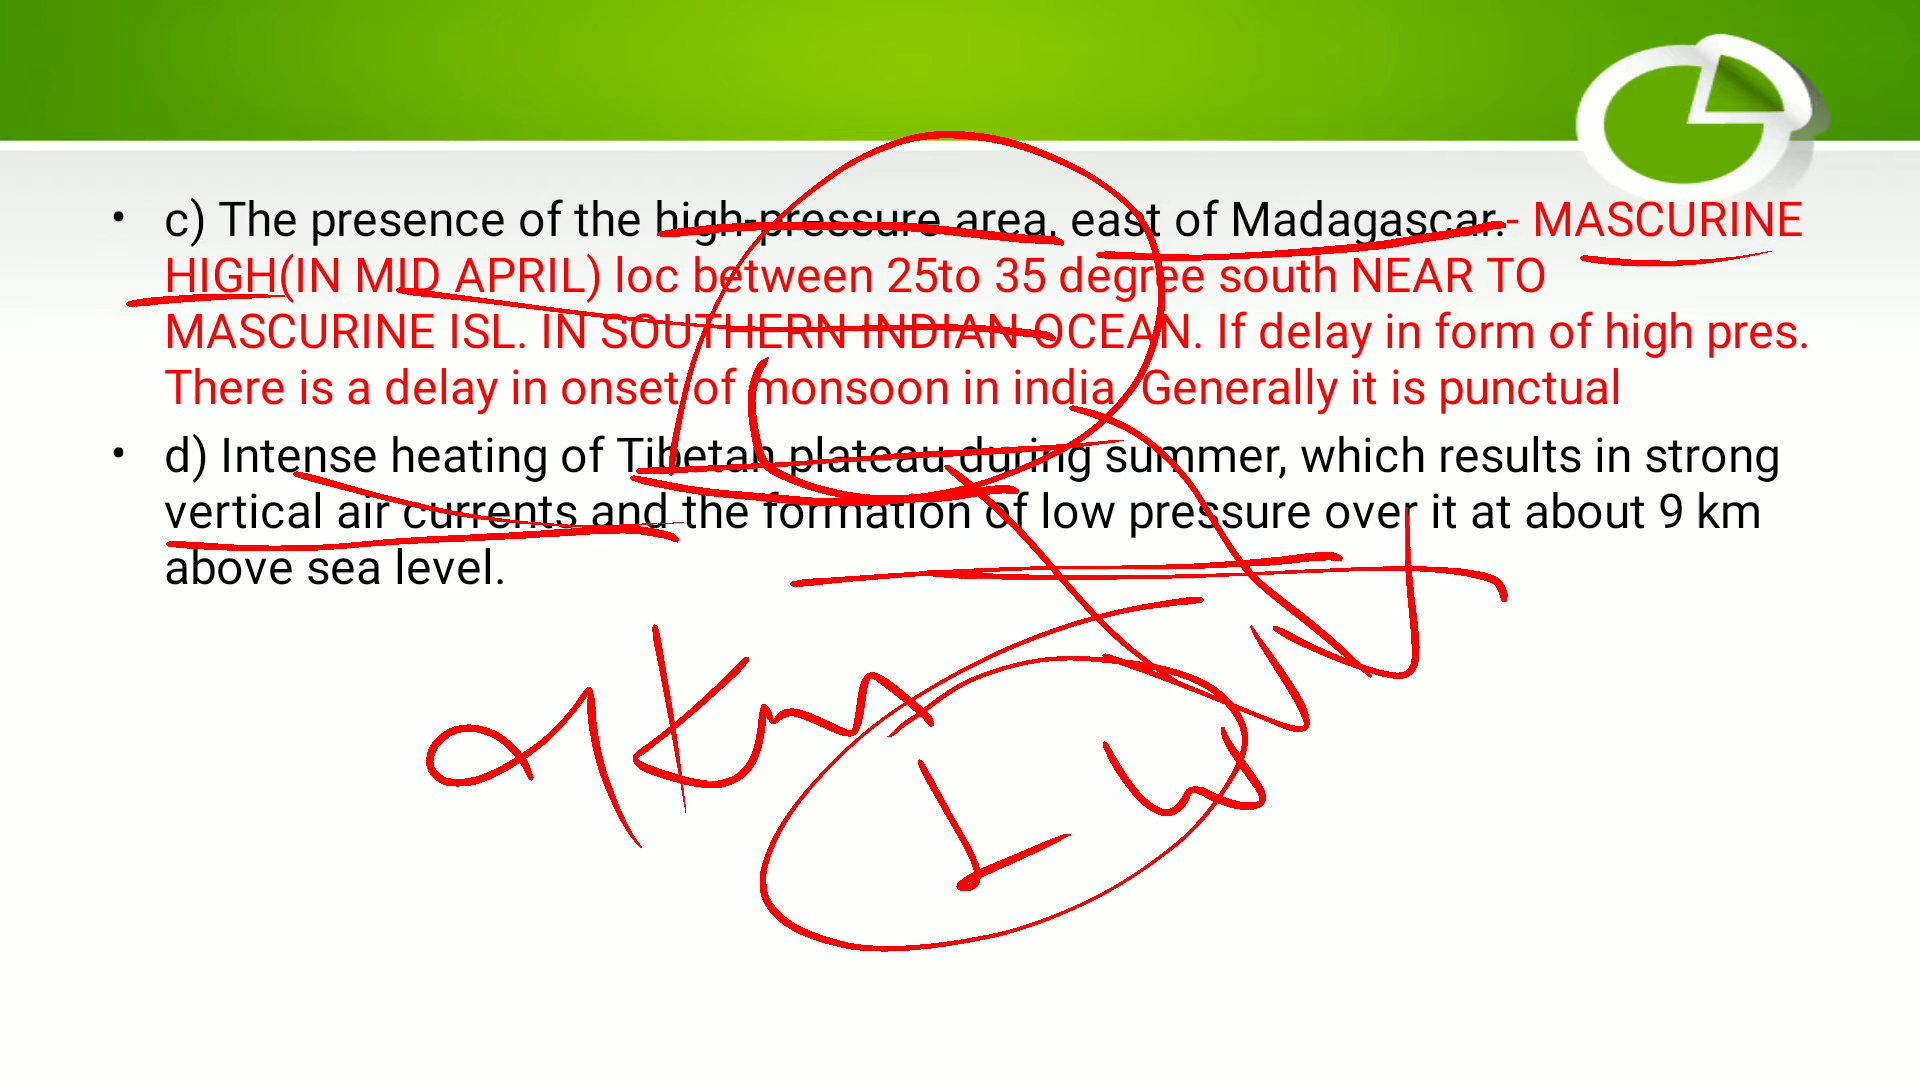 • c) The presence of the high-pressure area, east of Madagascar.- MASCURINE
HIGH(IN MID APRIL) loc between 25to 35 degree south NEAR TO
MASCURINE ISL. IN SOUTHERN INDIAN OCEAN. If delay in form of high pres.
There is a delay in onset of monsoon in india. Generally it is punctual
• d) Intense heating of Tibetan plateau during summer, which results in strong
vertical air currents and the formation of low pressure over it at about 9 km
above sea level.